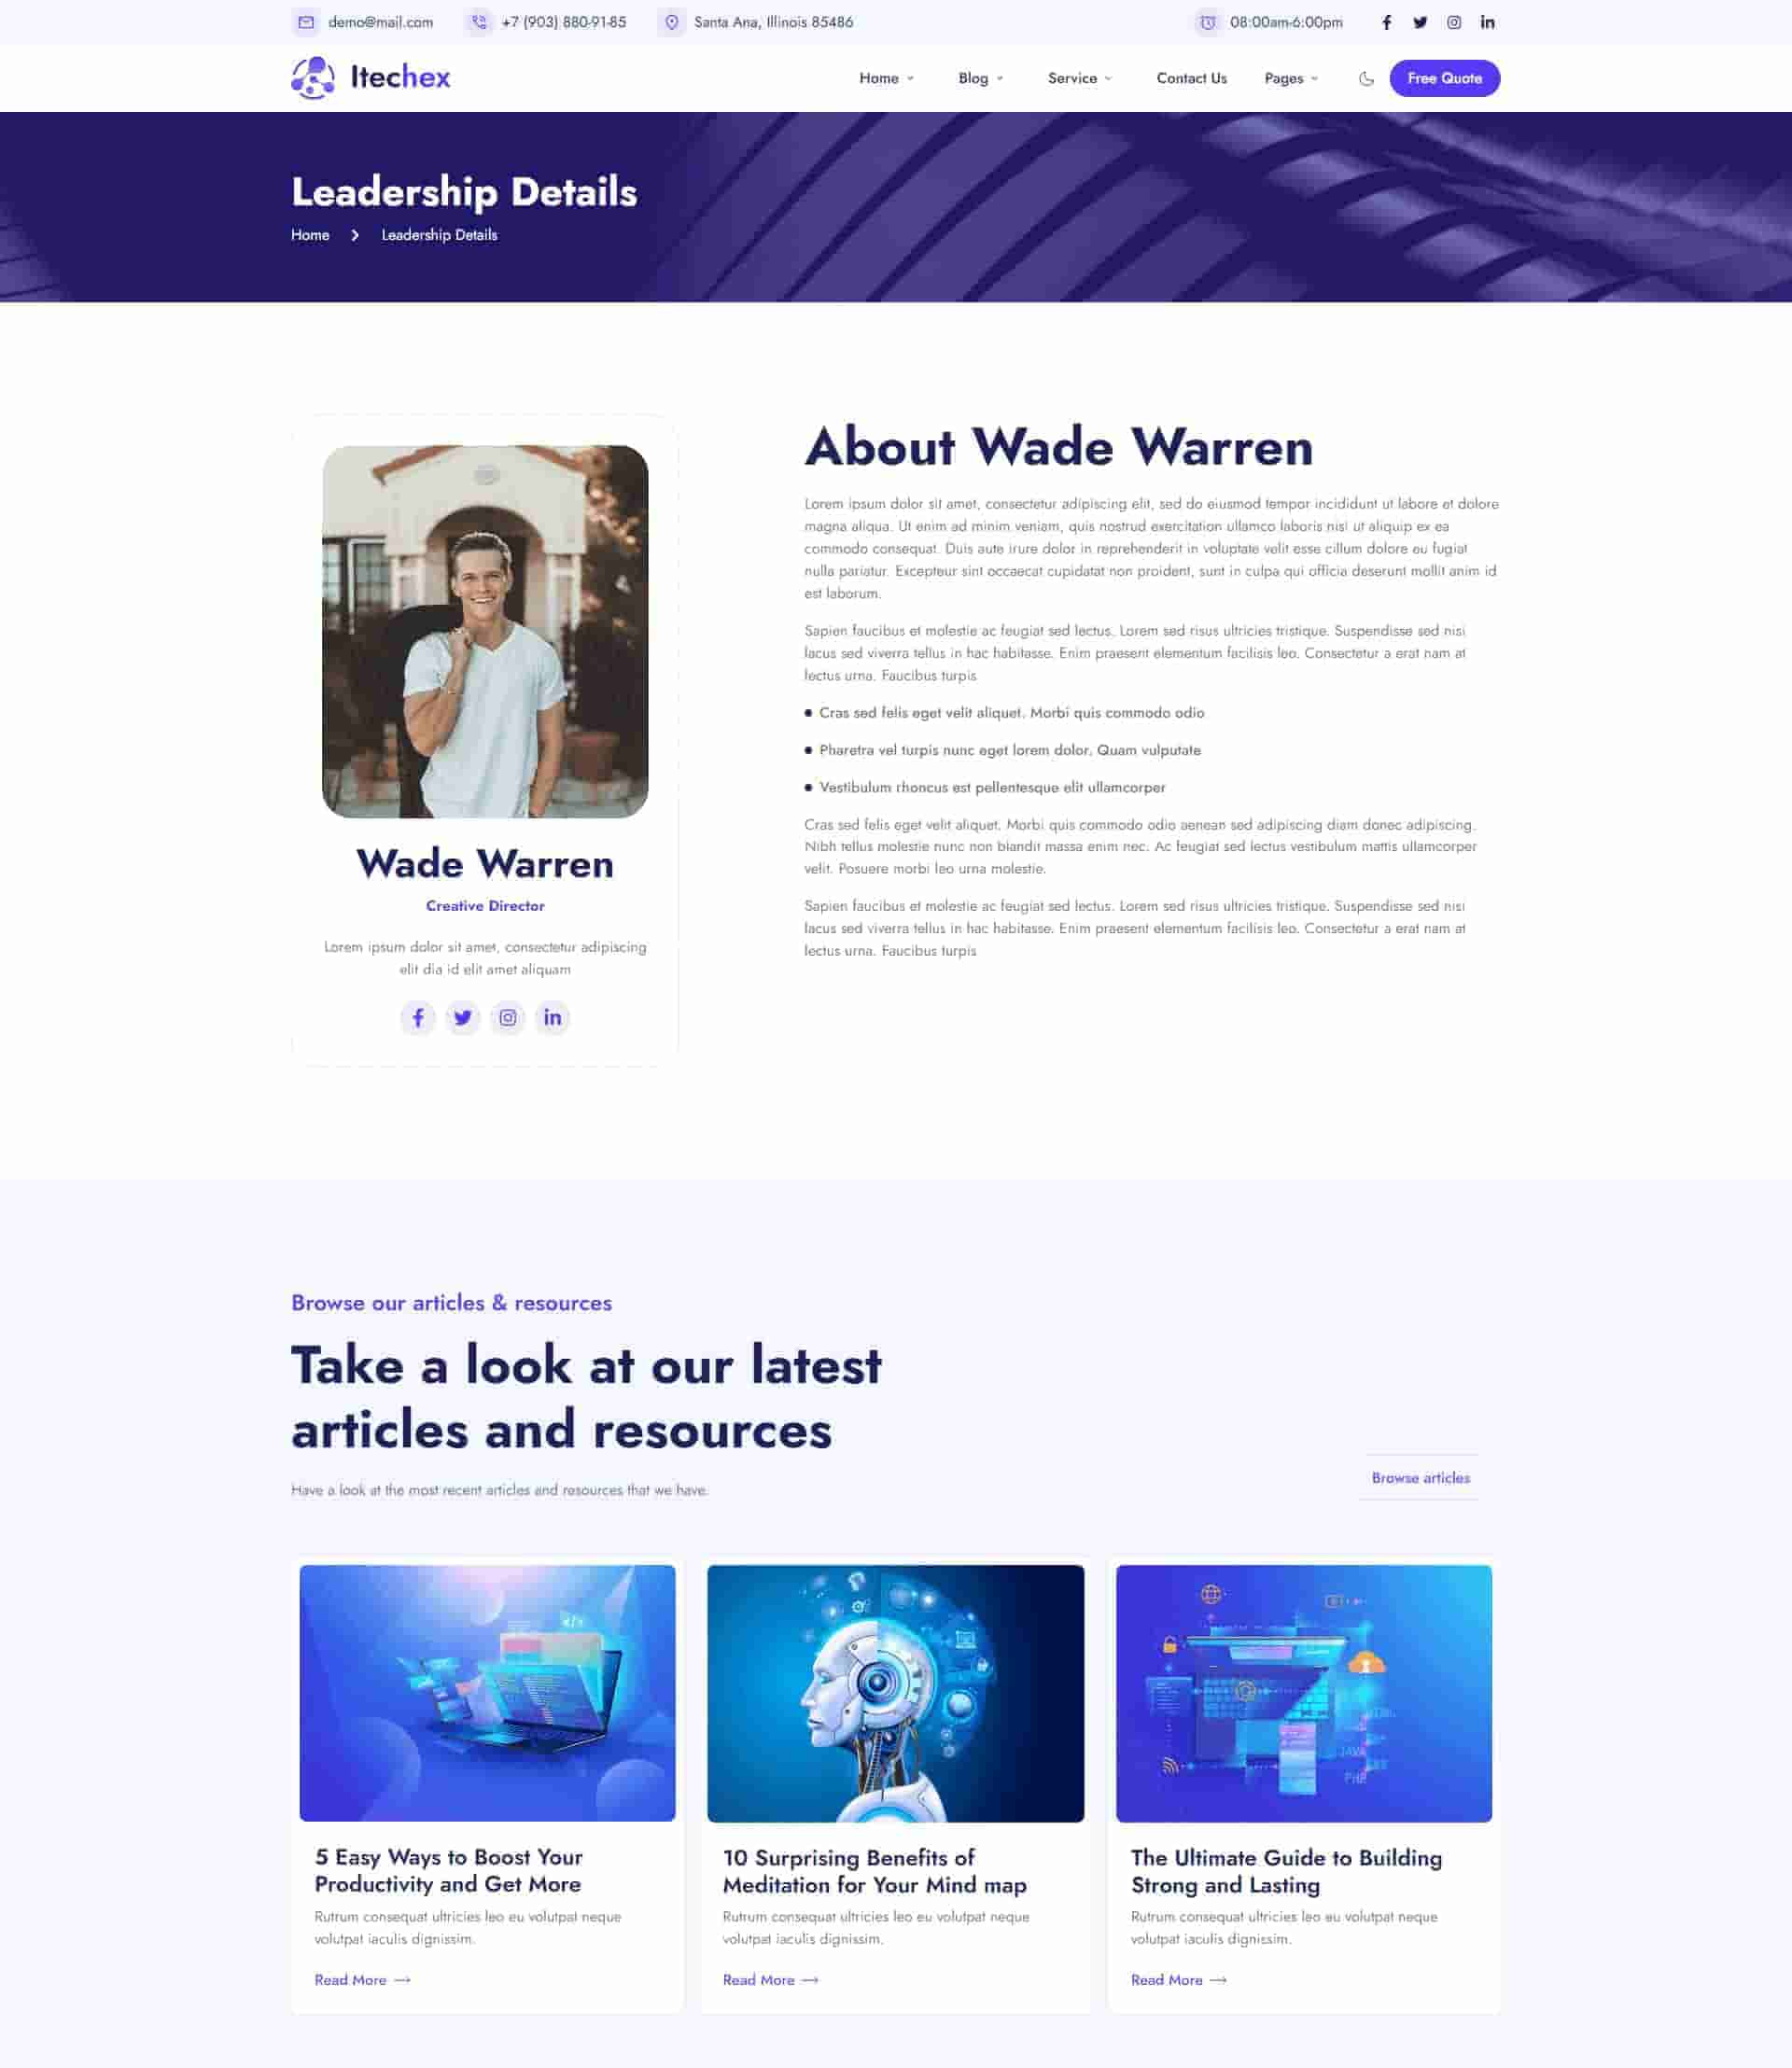 demo@mail.com
+7 (903) 880-91-85
Santa Ana, Illinois 85486
08:00am-6:00pm
Itechex
Home
Blog
Service
Contact Us
Pages
Free Quote
Leadership Details
Home
Leadership Details
Wade Warren
Creative Director
Lorem ipsum dolor sit amet, consectetur adipiscing
elit dia id elit amet aliquam
About Wade Warren
Lorem ipsum dolor sit amet, consectetur adipiscing elit, sed do eiusmod tempor incididunt ut labore et dolore
magna aliqua. Ut enim ad minim veniam, quis nostrud exercitation ullamco laboris nisi ut aliquip ex ea
commodo consequat. Duis aute irure dolor in reprehenderit in voluptate velit esse cillum dolore eu fugiat
nulla pariatur. Excepteur sint occaecat cupidatat non proident, sunt in culpa qui officia deserunt mollit anim id
est laborum.
Sapien faucibus et molestie ac feugiat sed lectus. Lorem sed risus ultricies tristique. Suspendisse sed nisi
lacus sed viverra tellus in hac habitasse. Enim praesent elementum facilisis leo. Consectetur a erat nam at
lectus urna. Faucibus turpis
Cras sed felis eget velit aliquet. Morbi quis commodo odio
Pharetra vel turpis nunc eget lorem dolor. Quam vulputate
Vestibulum rhoncus est pellentesque elit ullamcorper
Cras sed felis eget velit aliquet. Morbi quis commodo odio aenean sed adipiscing diam donec adipiscing.
Nibh tellus molestie nunc non blandit massa enim nec. Ac feugiat sed lectus vestibulum mattis ullamcorper
velit. Posuere morbi leo urna molestie.
Sapien faucibus et molestie ac feugiat sed lectus. Lorem sed risus ultricies tristique. Suspendisse sed nisi
lacus sed viverra tellus in hac habitasse. Enim praesent elementum facilisis leo. Consectetur a erat nam at
lectus urna. Faucibus turpis
Browse our articles & resources
Take a look at our latest
articles and resources
Have a look at the most recent articles and resources that we have.
Browse articles
</>
JAVA
PHP
5 Easy Ways to Boost Your
Productivity and Get More
Rutrum consequat ultricies leo eu volutpat neque
volutpat iaculis dignissim.
Read More
10 Surprising Benefits of
Meditation for Your Mind map
Rutrum consequat ultricies leo eu volutpat neque
volutpat iaculis dignissim.
Read More
The Ultimate Guide to Building
Strong and Lasting
Rutrum consequat ultricies leo eu volutpat neque
volutpat iaculis dignissim.
Read More